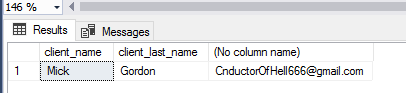 146 %
Results Messages
client_name client_last_name (No column name)
1 Mick Gordon CnductorOfHell666@gmail.com